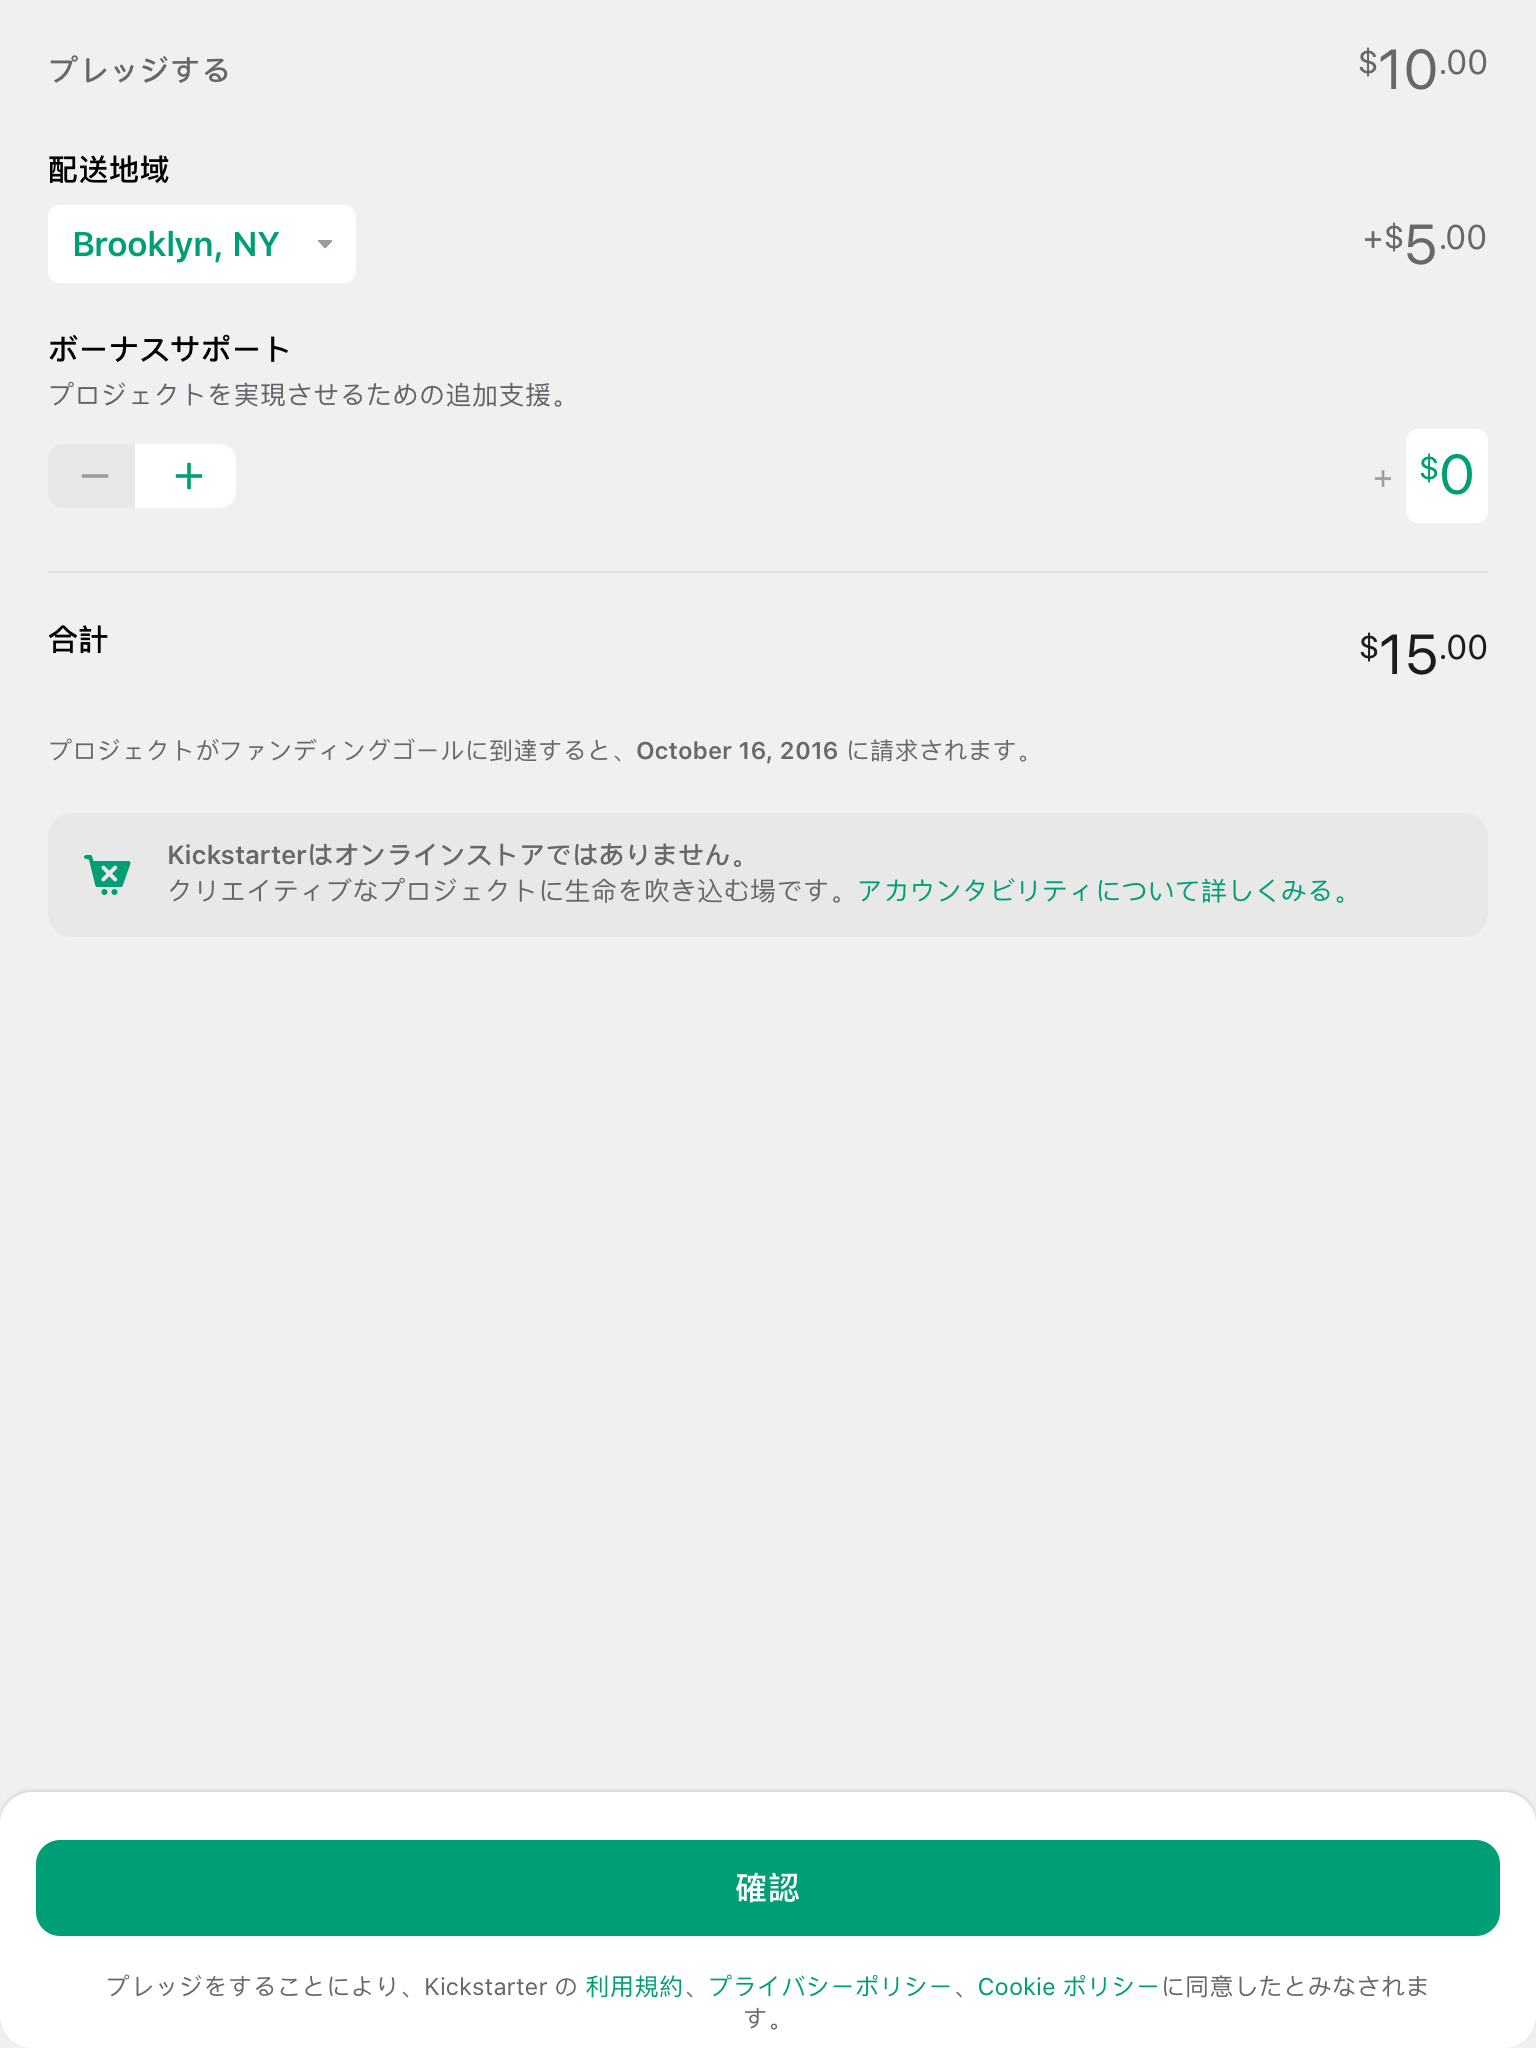 プレッジする
$10.00
配送地域
Brooklyn, NY
+$5.00
ボーナスサポート
プロジェクトを実現させるための追加支援。
+ $0
合計
$15.00
プロジェクトがファンディングゴールに到達すると、October 16, 2016 に請求されます。
Kickstarterはオンラインストアではありません。
クリエイティブなプロジェクトに生命を吹き込む場です。アカウンタビリティについて詳しくみる。
確認
プレッジをすることにより、Kickstarter の 利用規約、プライバシーポリシー、Cookie ポリシーに同意したとみなされま
す。